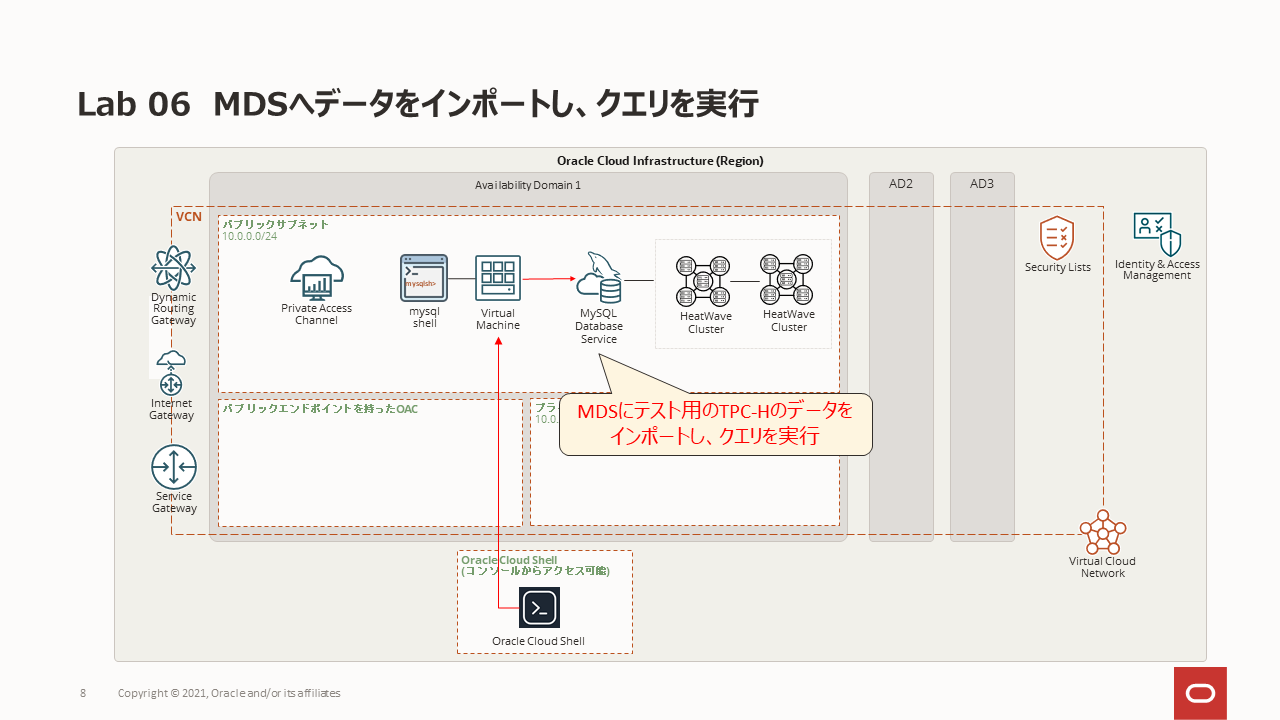 Lab 06 MDSへデータをインポートし、クエリを実行
Oracle Cloud Infrastructure (Region)
Availability Domain 1
AD2
AD3
VCN
パブリックサブネット
10.0.0.0/24
Dynamic
Routing
Gateway
Private Access
Channel
mysqlsh>
mysql
shell
Virtual
Machine
MySQL
Database
Service
HeatWave
Cluster
HeatWave
Cluster
Security Lists
Identity & Access
Management
Internet
Gateway
パブリックエンドポイントを持ったOAC
プラ
10.0.
MDSにテスト用のTPC-Hのデータを
インポートし、クエリを実行
Service
Gateway
Virtual Cloud
Network
Oracle Cloud Shell
(コンソールからアクセス可能)
Oracle Cloud Shell
8
Copyright © 2021, Oracle and/or its affiliates